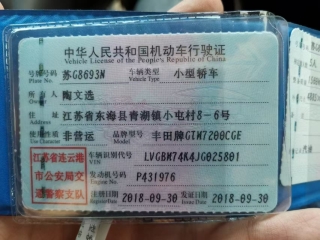 中华人民共和国机动车行驶证
Vehicle License of the People's Republic of China
号牌号码 苏G8693N 车辆类型 小型轿车
Plate No. Vehicle Type
所有人 陶文选
Owner
住址 江苏省东海县青湖镇小屯村8-6号
Address
使用性质 非营运 品牌型号 丰田牌GTM7200CGE
Use Character Model
江苏省连云港 车辆识别代号 LVGBM74K4JG025801
VIN
市公安局交 发动机号码 P431976
Engine No.
通警察支队 注册日期 2018-09-30 发证日期 2018-09-30
Register Date Issue Date